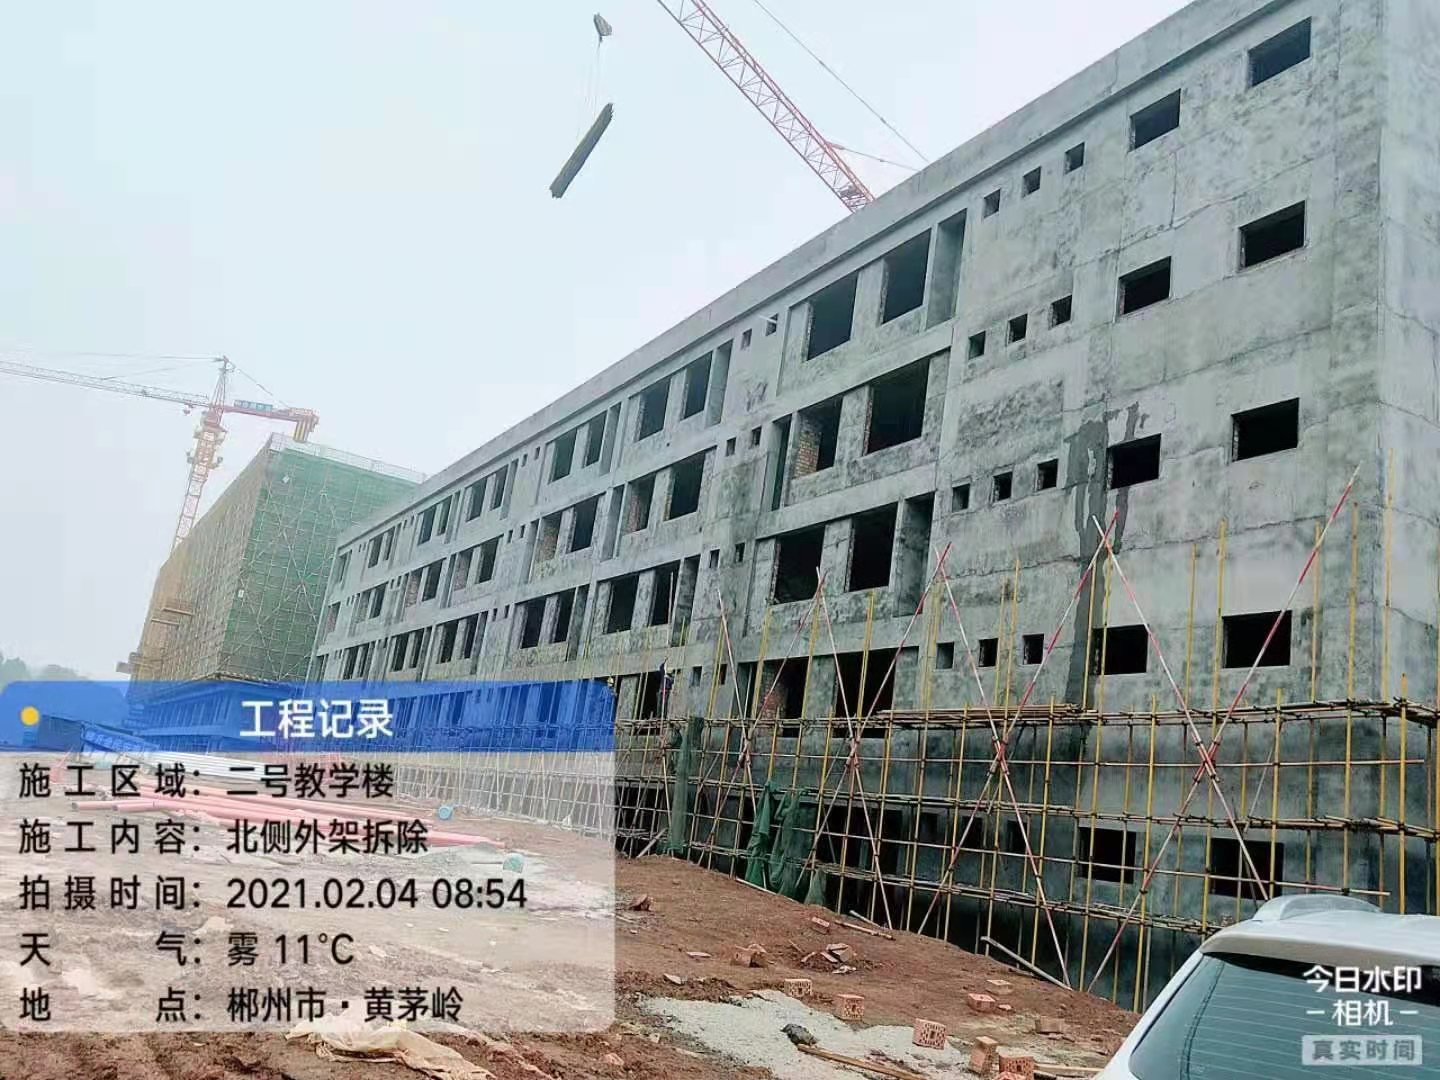 工程记录
施工区域：二号教学楼
施工内容：北侧外架拆除
拍摄时间：2021.02.04 08:54
天气：雾 11℃
地点：郴州市·黄茅岭
今日水印
相机
真实时间